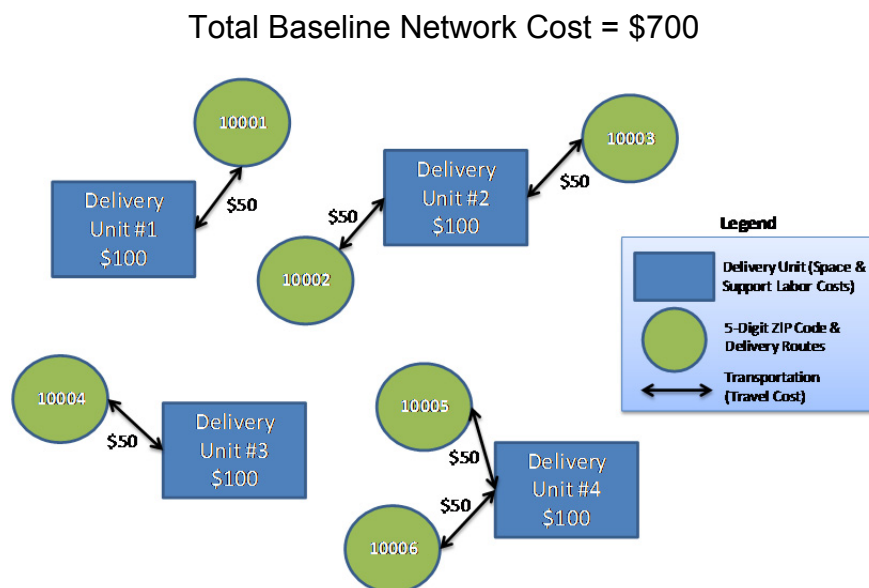 Total Baseline Network Cost = $700
10001
Delivery
Unit #1
$100
$50
10002
$50
Delivery
Unit #2
$100
$50
10003
Legend
Delivery Unit (Space &
Support Labor Costs)
5-Digit ZIP Code &
Delivery Routes
Transportation
(Travel Cost)
10004
$50
Delivery
Unit #3
$100
10005
$50
Delivery
Unit #4
$100
$50
10006